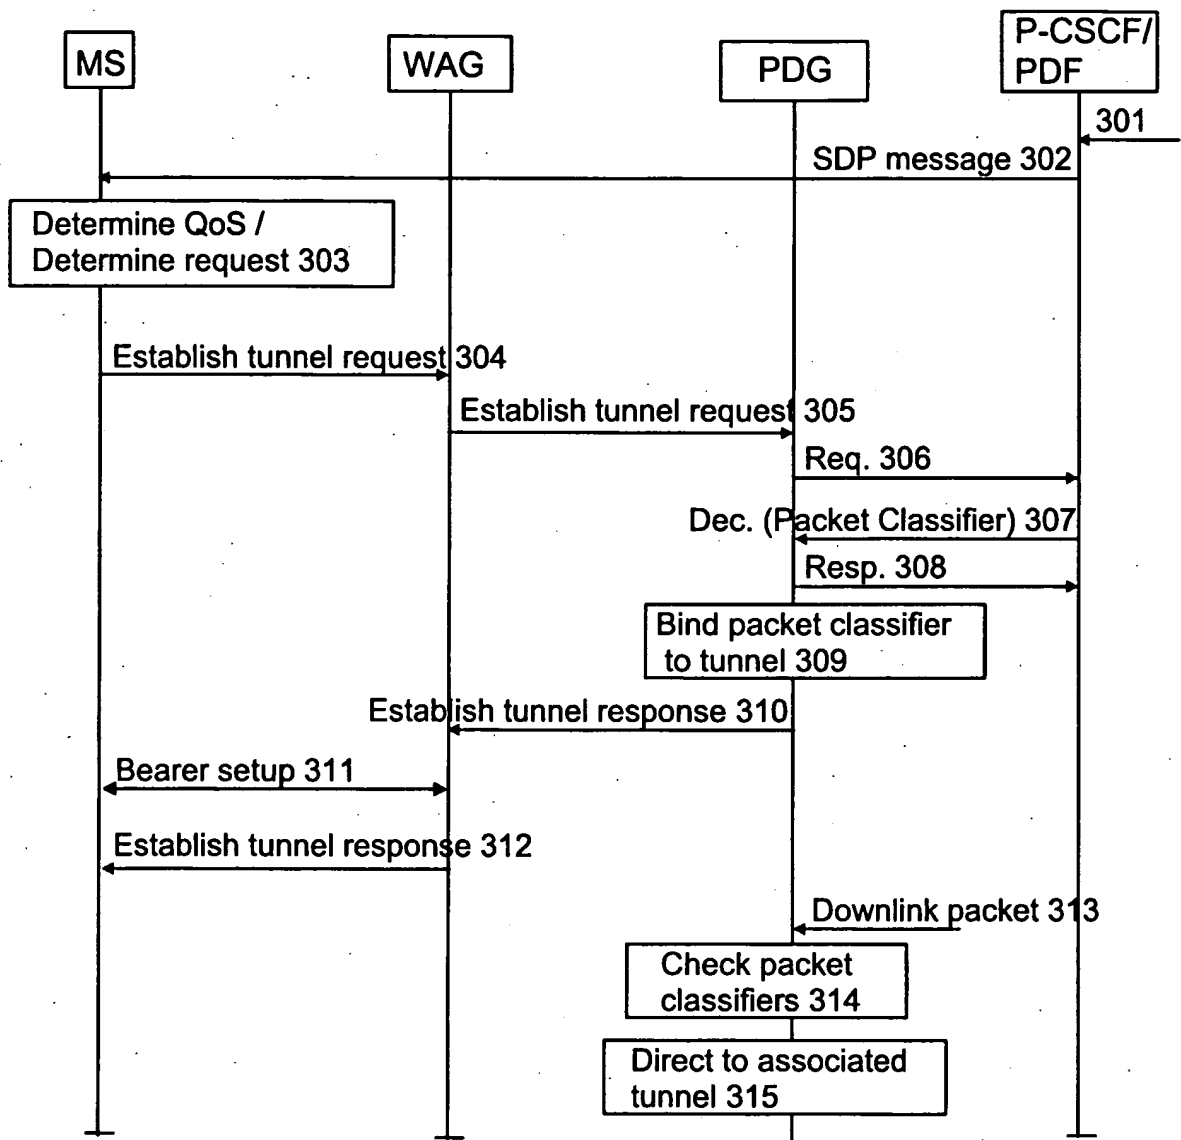 MS
WAG
PDG
P-CSCF/
PDF
301
SDP message 302
Determine QoS /
Determine request 303
Establish tunnel request 304
Establish tunnel request 305
Req. 306
Dec. (Packet Classifier) 307
Resp. 308
Bind packet classifier
to tunnel 309
Establish tunnel response 310
Bearer setup 311
Establish tunnel response 312
Downlink packet 313
Check packet
classifiers 314
Direct to associated
tunnel 315